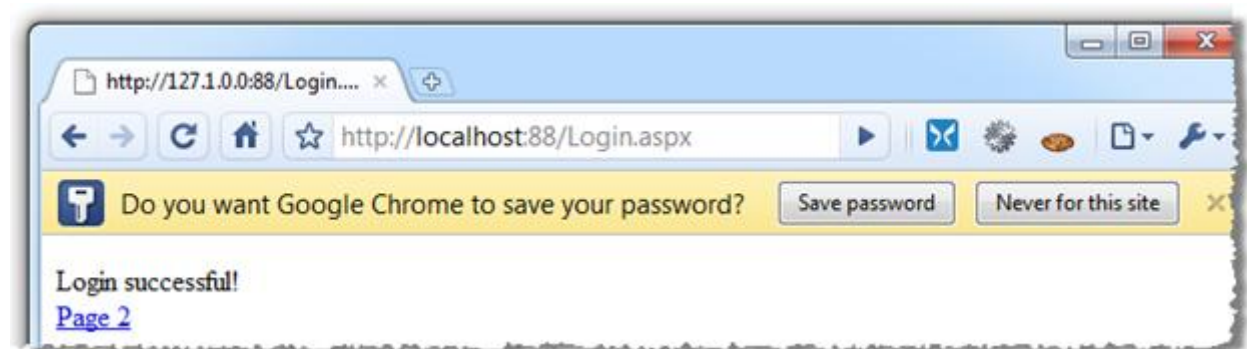 http://127.1.0.0:88/Login....
http://localhost:88/Login.aspx
Do you want Google Chrome to save your password? Save password Never for this site
Login successful!
Page 2